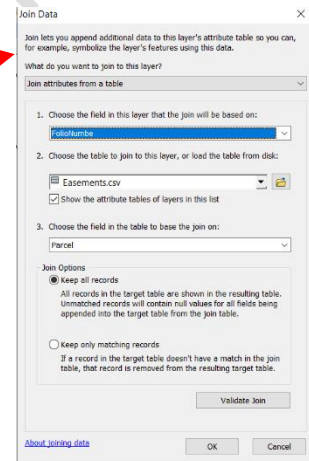 Join Data
Join lets you append additional data to this layer's attribute table so you can,
for example, symbolize the layer's features using this data.
What do you want to join to this layer?
Join attributes from a table
1. Choose the field in this layer that the join will be based on:
FolioNumbe
2. Choose the table to join to this layer, or load the table from disk:
Easements.csv
Show the attribute tables of layers in this list
3. Choose the field in the table to base the join on:
Parcel
Join Options
Keep all records
All records in the target table are shown in the resulting table.
Unmatched records will contain null values for all fields being
appended into the target table from the join table.
Keep only matching records
If a record in the target table doesn't have a match in the join
table, that record is removed from the resulting target table.
Validate Join
About joining data
OK
Cancel